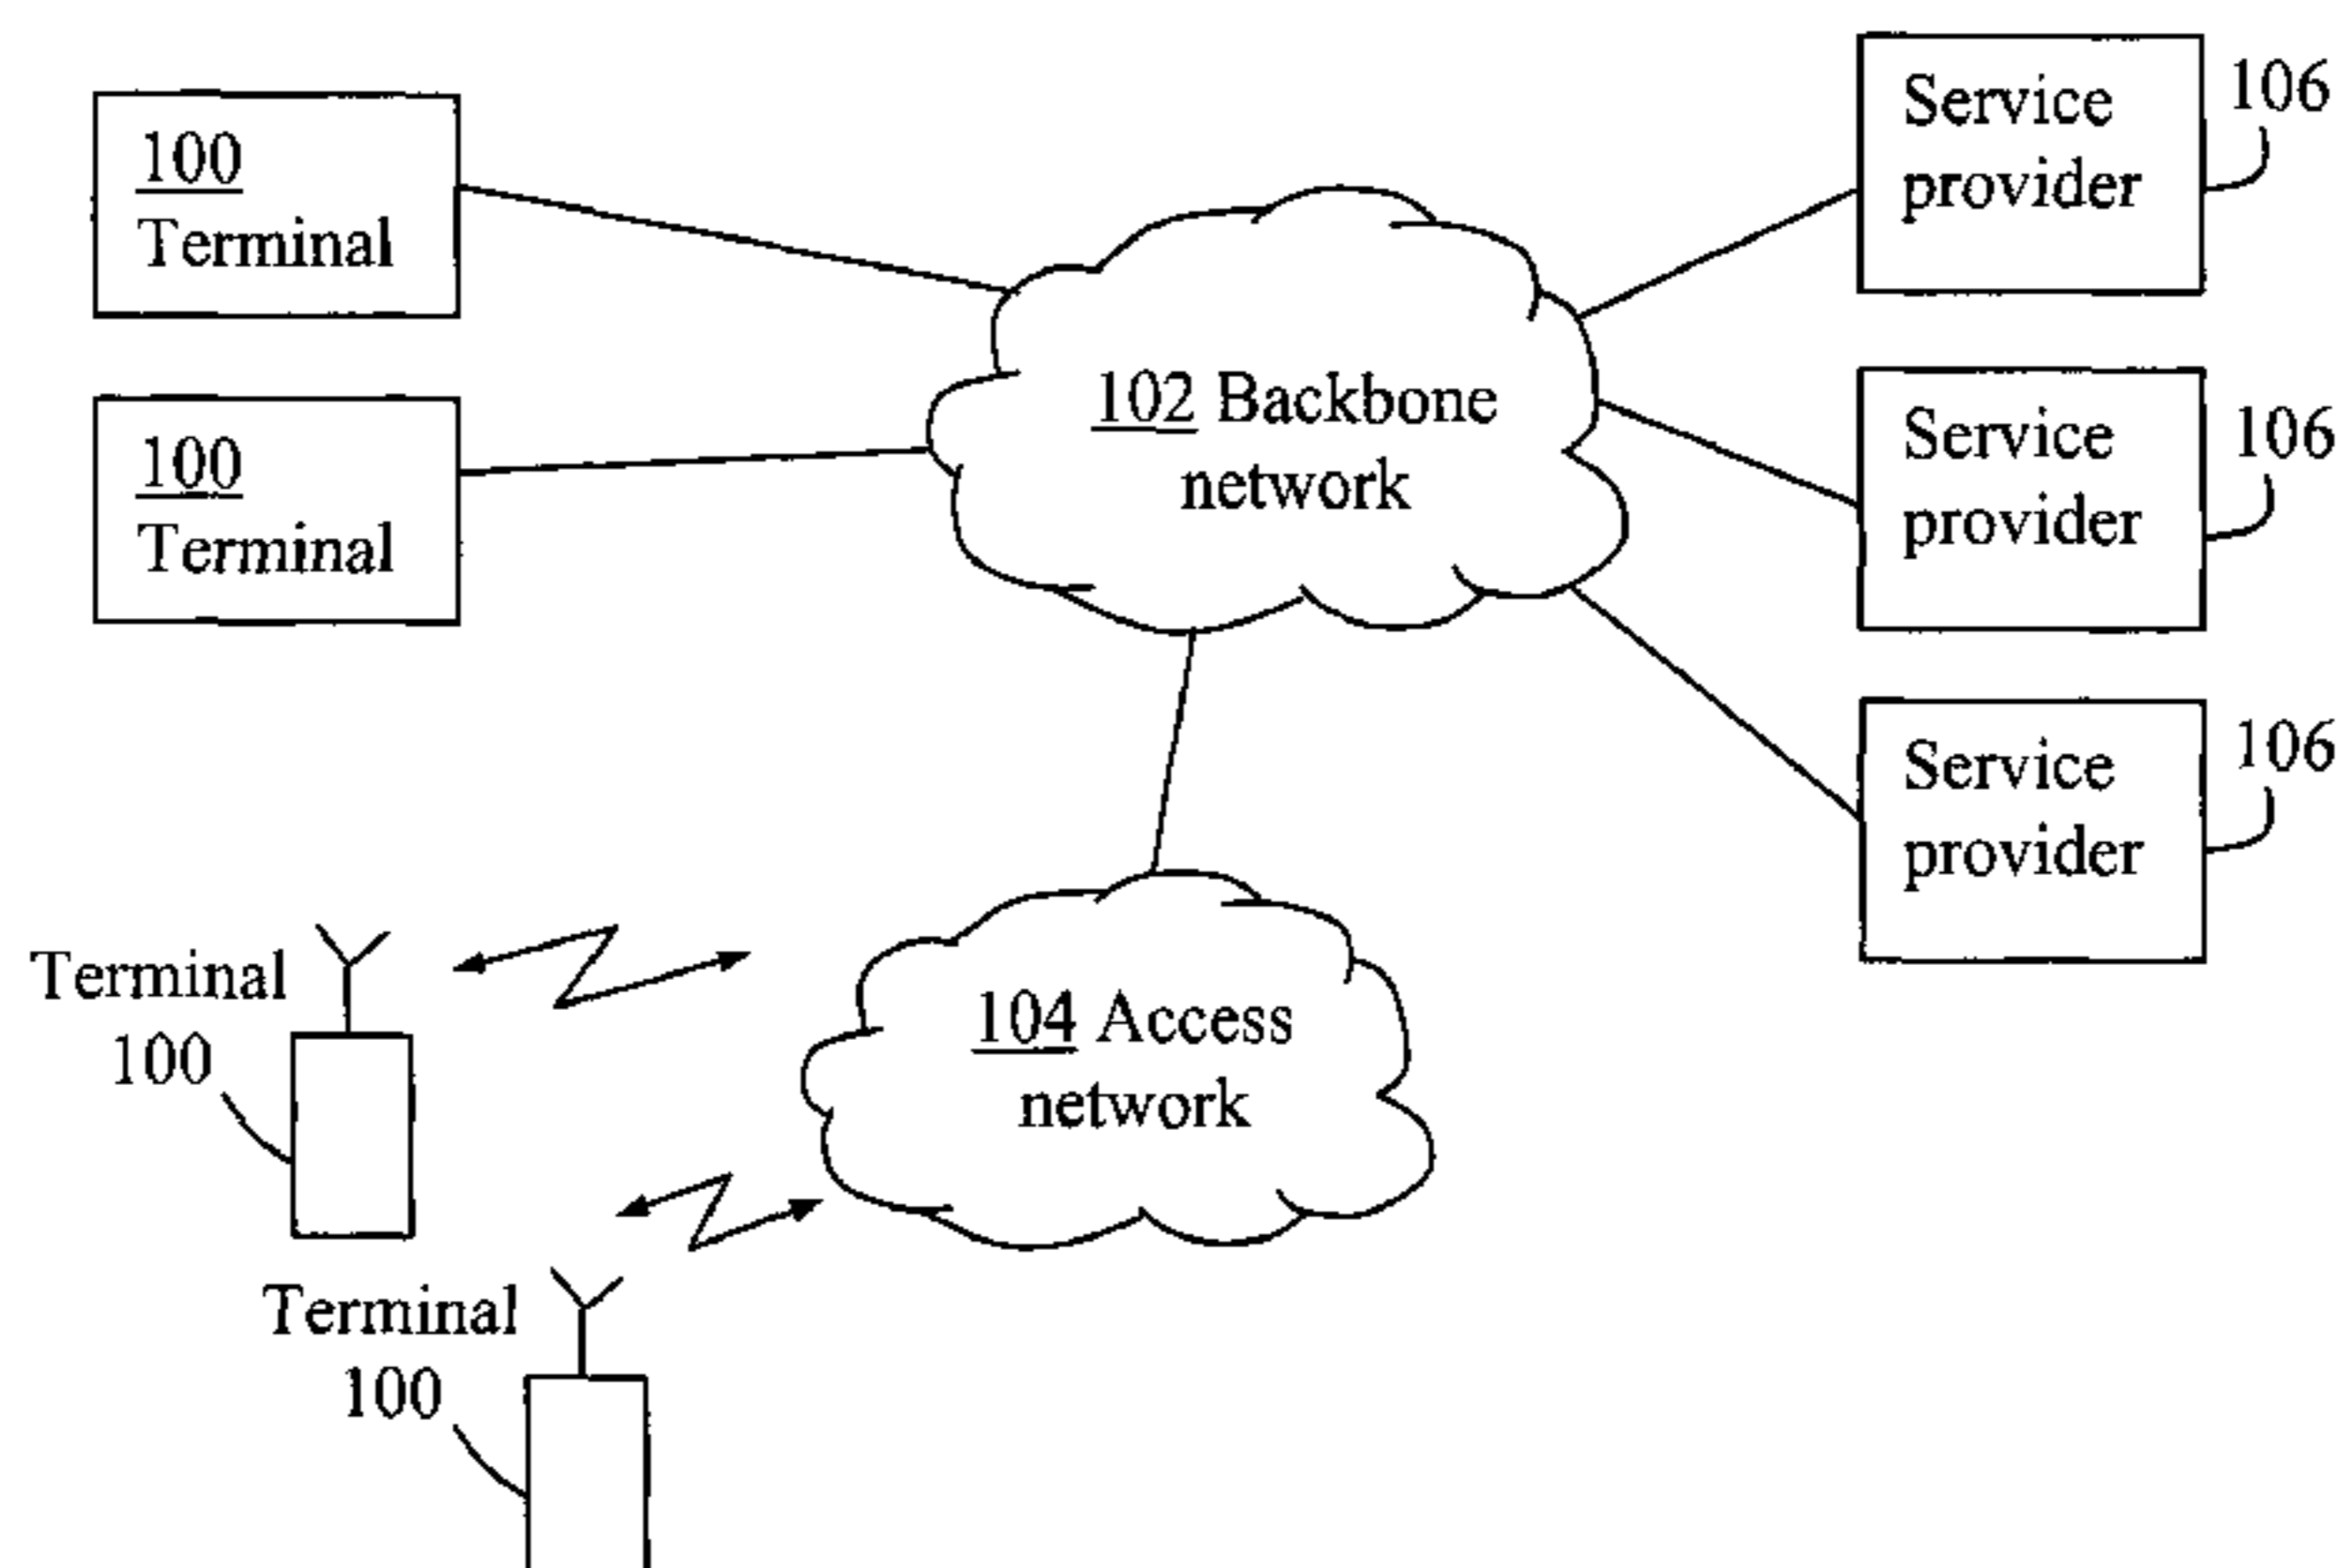 100
Terminal
100
Terminal
102 Backbone
network
Service
provider
106
Service
provider
106
Service
provider
106
Terminal
100
104 Access
network
Terminal
100